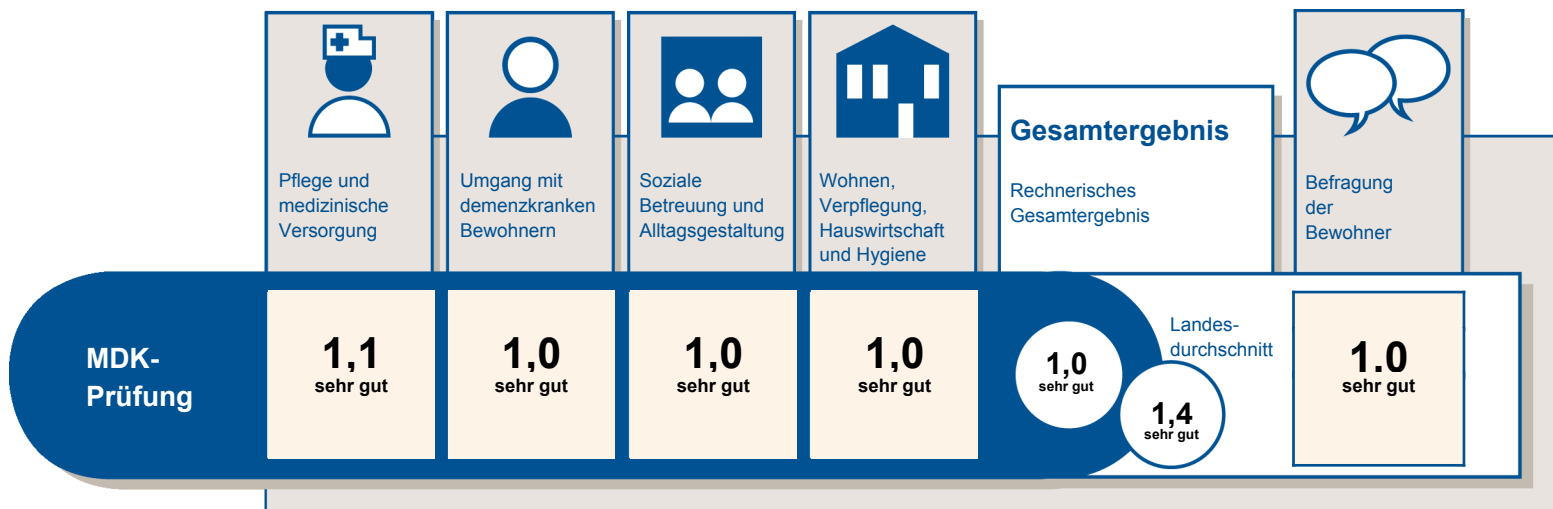 Pflege und
medizinische
Versorgung
Umgang mit
demenzkranken
Bewohnern
Soziale
Betreuung und
Alltagsgestaltung
Wohnen,
Verpflegung,
Hauswirtschaft
und Hygiene
Gesamtergebnis
Rechnerisches
Gesamtergebnis
Befragung
der
Bewohner
MDK-
Prüfung
1,1
sehr gut
1,0
sehr gut
1,0
sehr gut
1,0
sehr gut
1,0
sehr gut
Landes-
durchschnitt
1,4
sehr gut
1.0
sehr gut